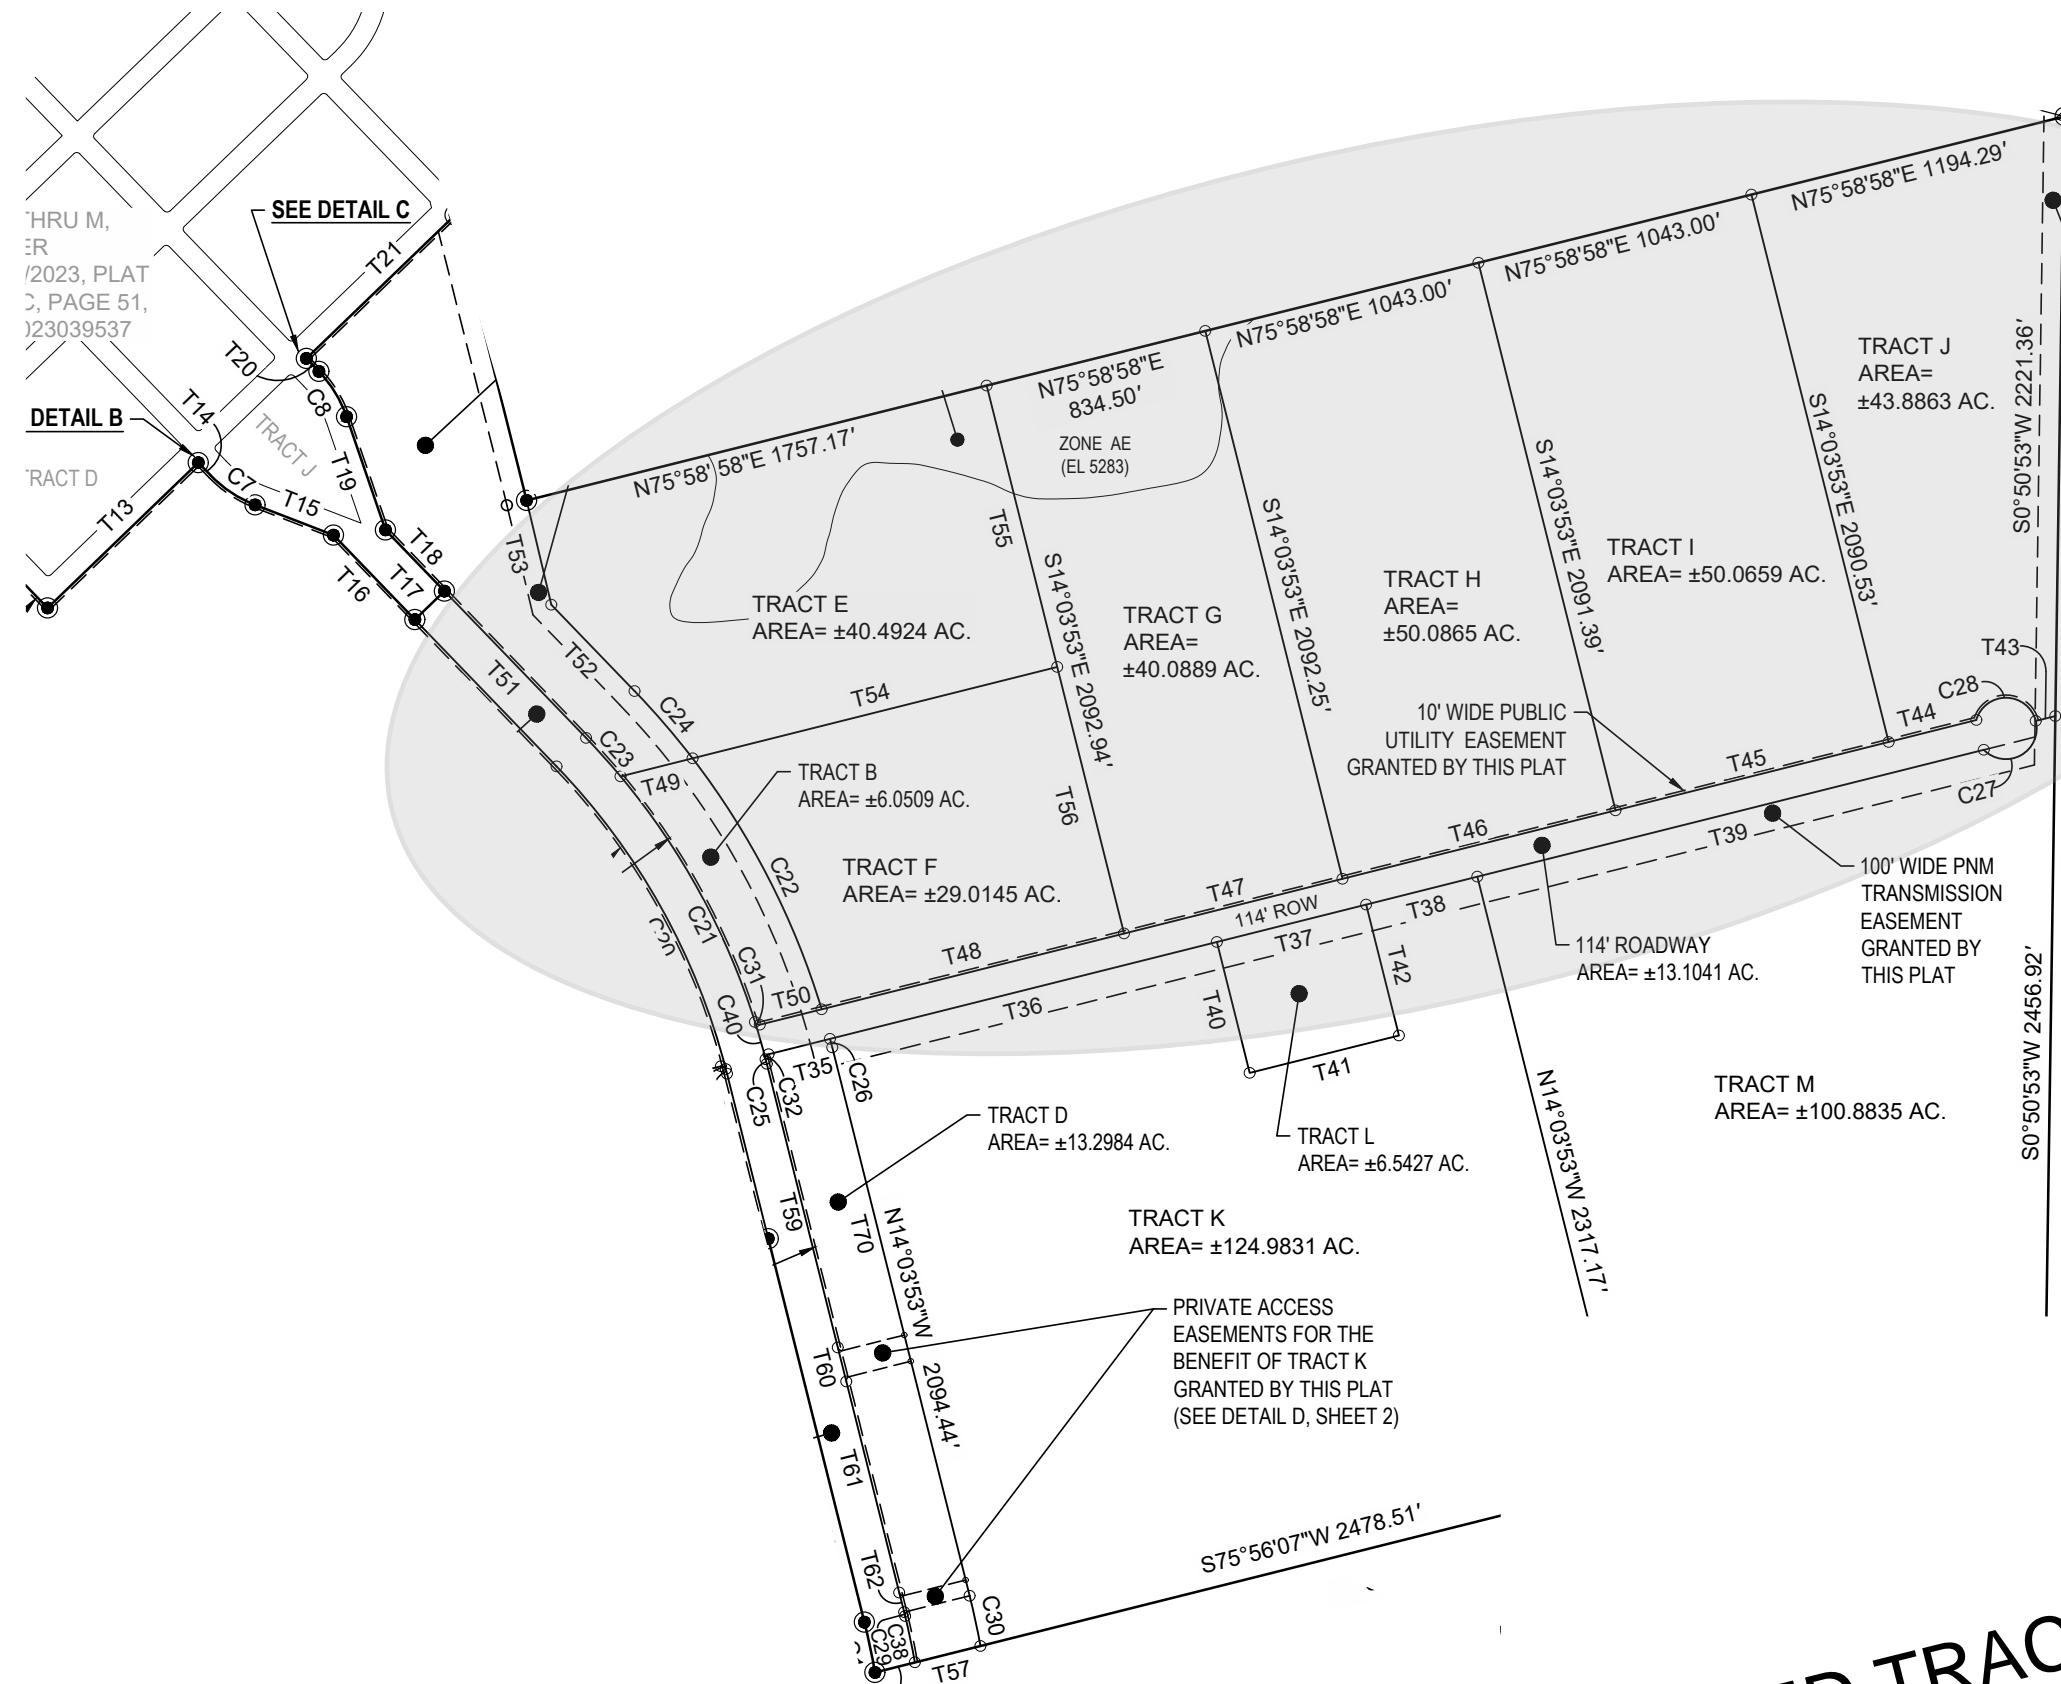 THRU M,
ER
/2023, PLAT
C, PAGE 51,
023039537
SEE DETAIL C
T21
T20
C8
T14
DETAIL B
TRACT J
TRACT D
T19
C7
T15
T13
T18
T17
T16
N75°58'58"E 1757.17'
N75°58'58"E
834.50'
ZONE AE
(EL 5283)
N75°58'58"E 1043.00'
N75°58'58"E 1043.00'
N75°58'58"E 1194.29'
TRACT J
AREA=
±43.8863 AC.
S0°50'53"W 2221.36'
T53
T55
S14°03'53"E 2092.94'
S14°03'53"E 2092.25'
S14°03'53"E 2091.39'
S14°03'53"E 2090.53'
TRACT I
AREA= ±50.0659 AC.
TRACT H
AREA=
±50.0865 AC.
TRACT E
AREA= ±40.4924 AC.
TRACT G
AREA=
±40.0889 AC.
T52
T51
C24
C23
T54
T49
T43
C28
T44
10' WIDE PUBLIC
UTILITY EASEMENT
GRANTED BY THIS PLAT
T45
C27
TRACT B
AREA= ±6.0509 AC.
T56
T46
T39
TRACT F
AREA= ±29.0145 AC.
C22
100' WIDE PNM
TRANSMISSION
EASEMENT
GRANTED BY
THIS PLAT
T47
114' ROW
T38
C20
C21
T48
T37
114' ROADWAY
AREA= ±13.1041 AC.
C31
T50
T36
T40
T42
C40
T35
C26
T41
C25
C32
S0°50'53"W 2456.92'
TRACT D
AREA= ±13.2984 AC.
TRACT L
AREA= ±6.5427 AC.
TRACT M
AREA= ±100.8835 AC.
N14°03'53"W 2317.17'
T59
T70
N14°03'53"W
2094.44'
TRACT K
AREA= ±124.9831 AC.
PRIVATE ACCESS
EASEMENTS FOR THE
BENEFIT OF TRACT K
GRANTED BY THIS PLAT
(SEE DETAIL D, SHEET 2)
T60
T61
T62
S75°56'07"W 2478.51'
C30
C29
C38
T57
TRAC